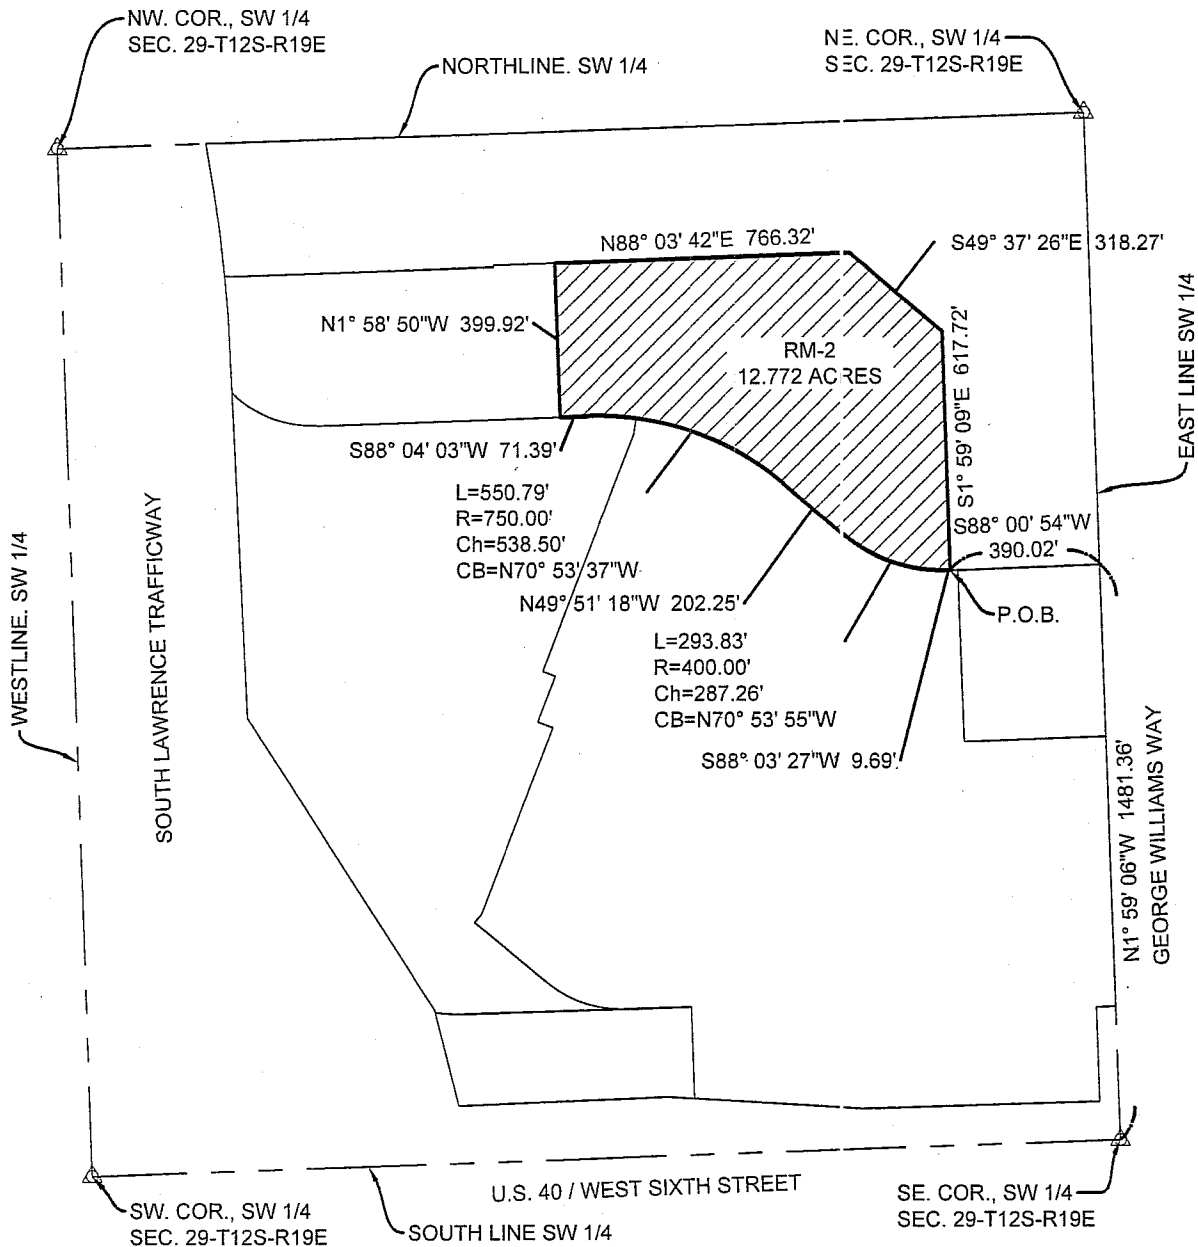 NW. COR., SW 1/4
SEC. 29-T12S-R19E
NORTHLINE. SW 1/4
NE. COR., SW 1/4
SEC. 29-T12S-R19E
N88° 03' 42"E 766.32'
S49° 37' 26"E 318.27'
N1° 58' 50"W 399.92'
RM-2
12.772 ACRES
S1° 59' 09"E 617.72'
EAST LINE SW 1/4
S88° 04' 03"W 71.39'
L=550.79'
R=750.00'
Ch=538.50'
CB=N70° 53' 37"W
S88° 00' 54"W
390.02'
N49° 51' 18"W 202.25'
P.O.B.
L=293.83'
R=400.00'
Ch=287.26'
CB=N70° 53' 55"W
S88° 03' 27"W 9.69'
WESTLINE. SW 1/4
SOUTH LAWRENCE TRAFFICWAY
N1° 59' 06"W 1481.36'
GEORGE WILLIAMS WAY
U.S. 40 / WEST SIXTH STREET
SW. COR., SW 1/4
SEC. 29-T12S-R19E
SOUTH LINE SW 1/4
SE. COR., SW 1/4
SEC. 29-T12S-R19E